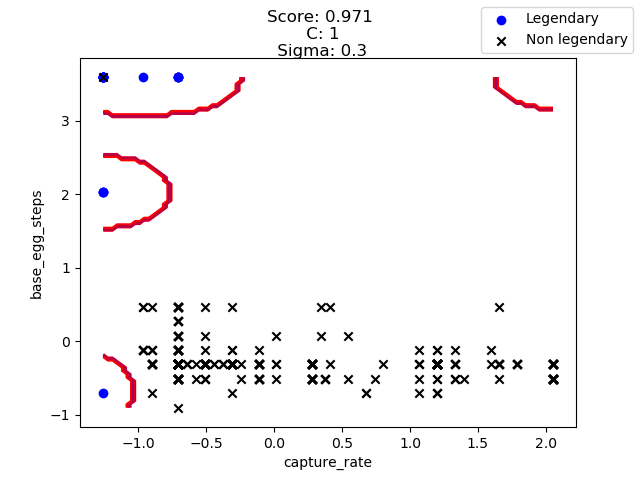 Score: 0.971
C: 1
Sigma: 0.3
Legendary
Non legendary
3
2
1
0
−1
base_egg_steps
−1.0
−0.5
0.0
0.5
1.0
1.5
2.0
capture_rate